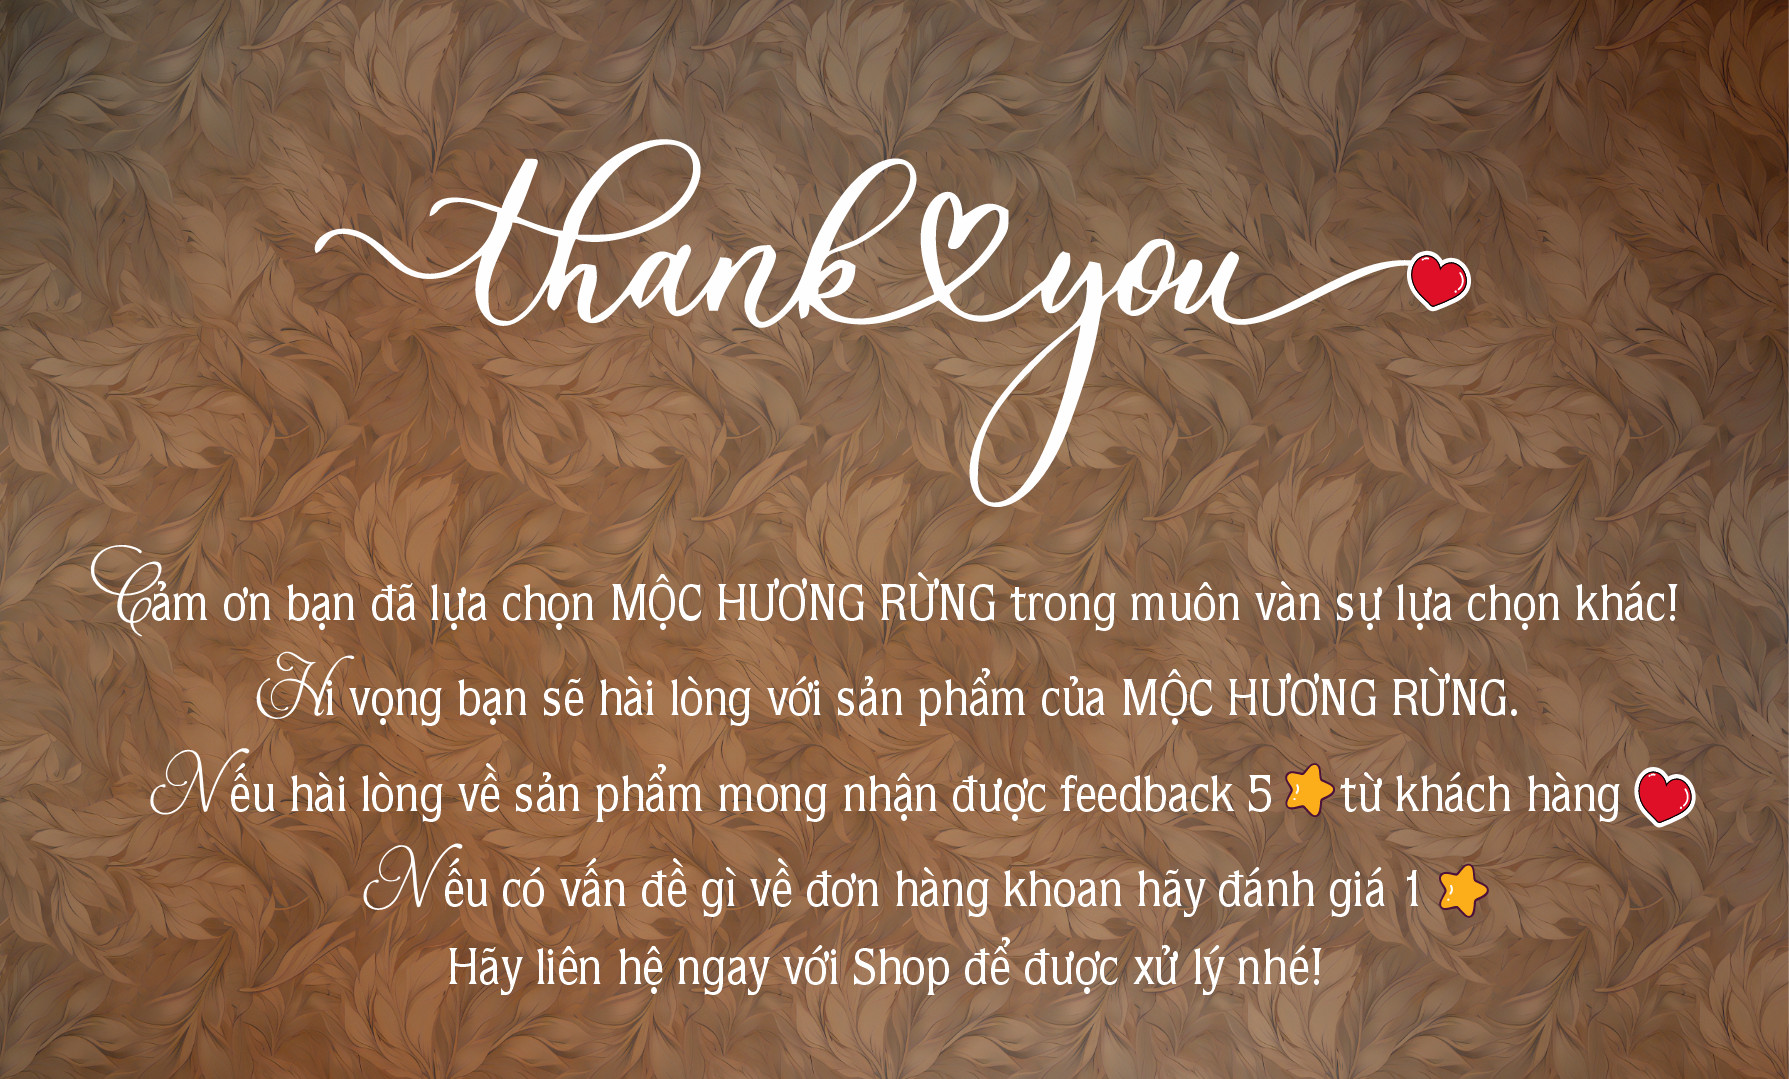 thank you
Cảm ơn bạn đã lựa chọn MỘC HƯƠNG RỪNG trong muôn vàn sự lựa chọn khác!
Hi vọng bạn sẽ hài lòng với sản phẩm của MỘC HƯƠNG RỪNG.
Nếu hài lòng về sản phẩm mong nhận được feedback 5 từ khách hàng
Nếu có vấn đề gì về đơn hàng khoan hãy đánh giá 1
Hãy liên hệ ngay với Shop để được xử lý nhé!